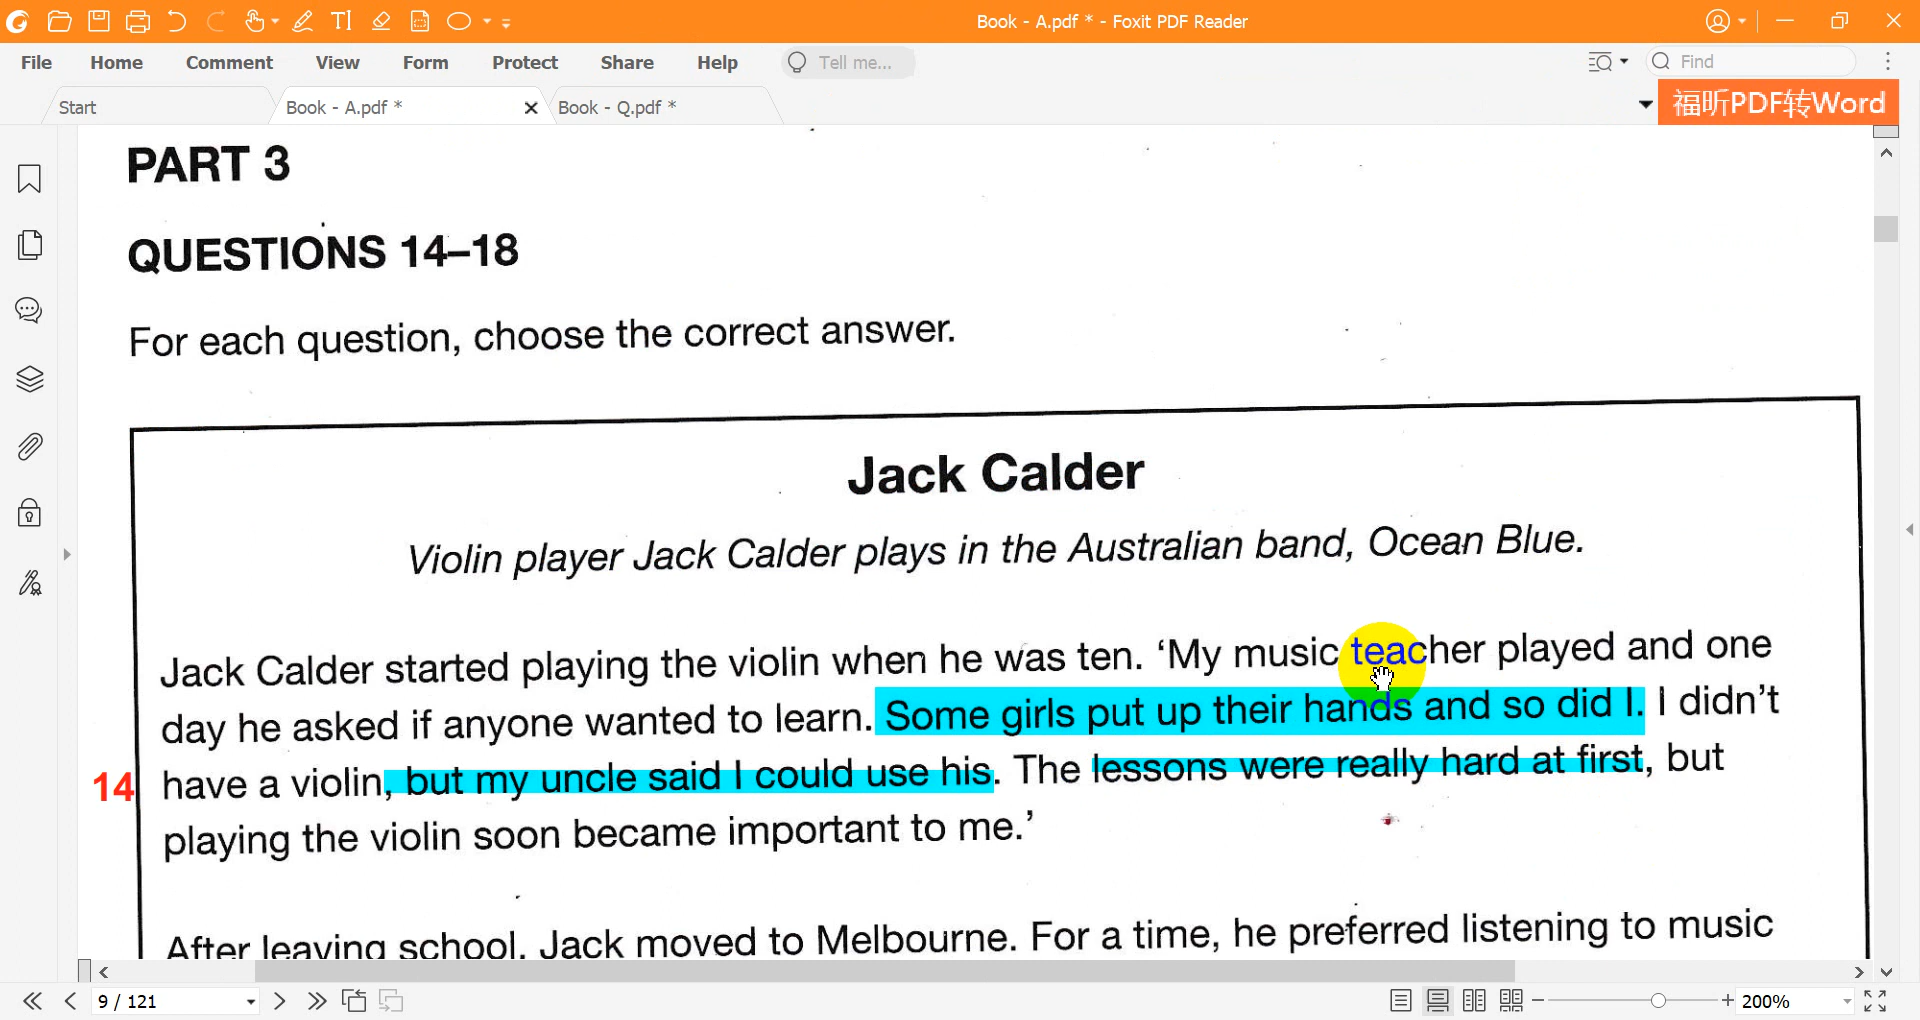 Book - A.pdf * - Foxit PDF Reader
File Home Comment View Form Protect Share Help Tell me... Find
Start Book - A.pdf * Book - Q.pdf * 福昕PDF转Word
PART 3
QUESTIONS 14–18
For each question, choose the correct answer.
Jack Calder
Violin player Jack Calder plays in the Australian band, Ocean Blue.
Jack Calder started playing the violin when he was ten. ‘My music teacher played and one
day he asked if anyone wanted to learn. Some girls put up their hands and so did I. I didn’t
14 have a violin, but my uncle said I could use his. The lessons were really hard at first, but
playing the violin soon became important to me.’
After leaving school, Jack moved to Melbourne. For a time, he preferred listening to music
9 / 121 200%